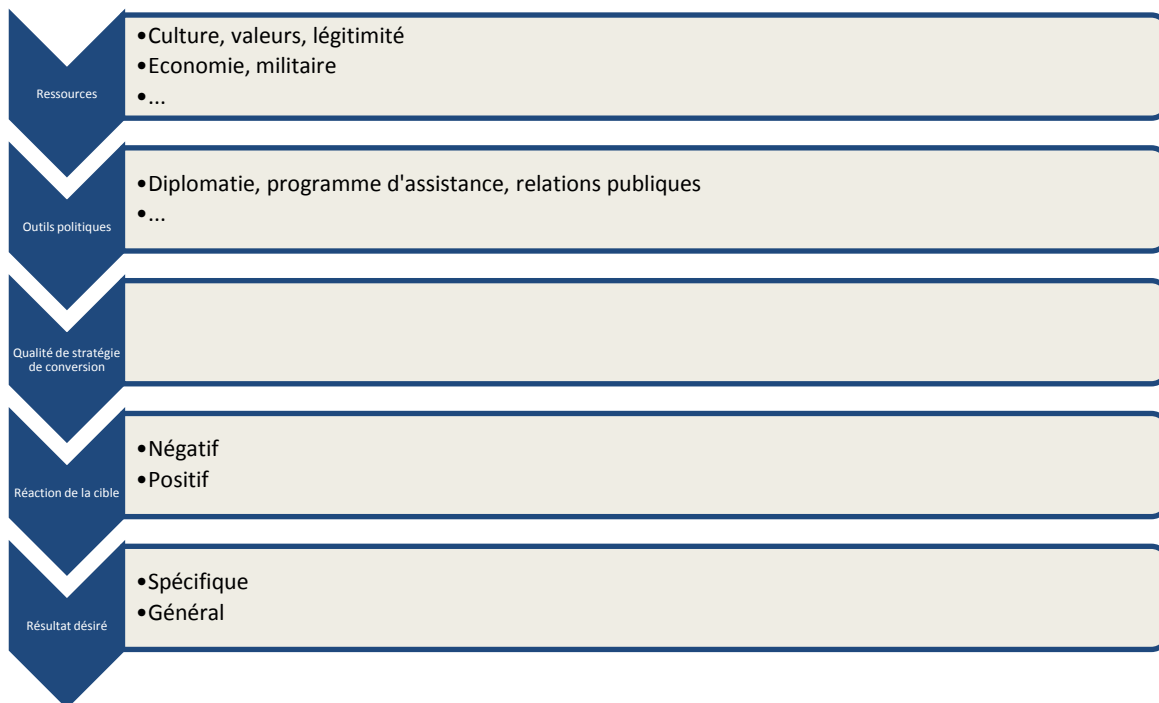 Ressources
•Culture, valeurs, légitimité
•Economie, militaire
•...
Outils politiques
•Diplomatie, programme d'assistance, relations publiques
•...
Qualité de stratégie
de conversion
Réaction de la cible
•Négatif
•Positif
Résultat désiré
•Spécifique
•Général